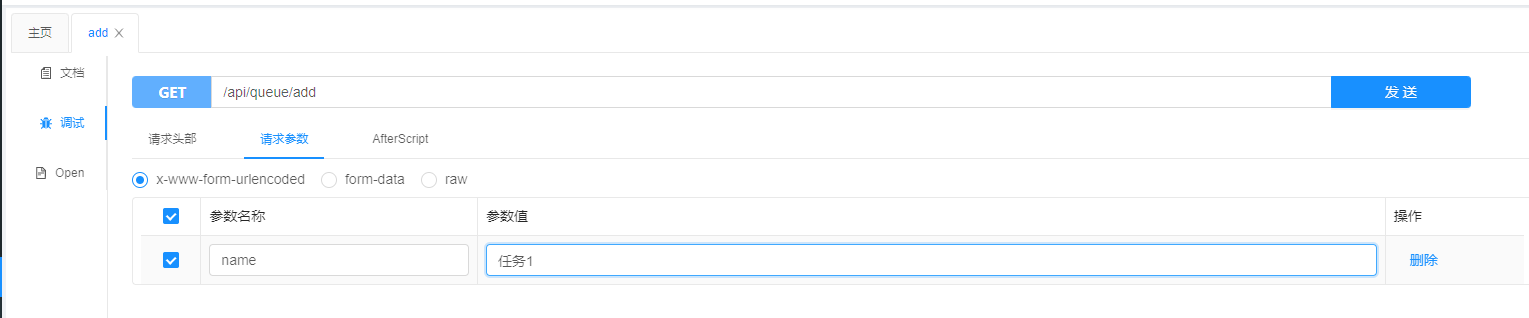 主页 add
文档
GET /api/queue/add 发 送
调试
请求头部 请求参数 AfterScript
Open
x-www-form-urlencoded form-data raw
参数名称 参数值 操作
name 任务1 删除